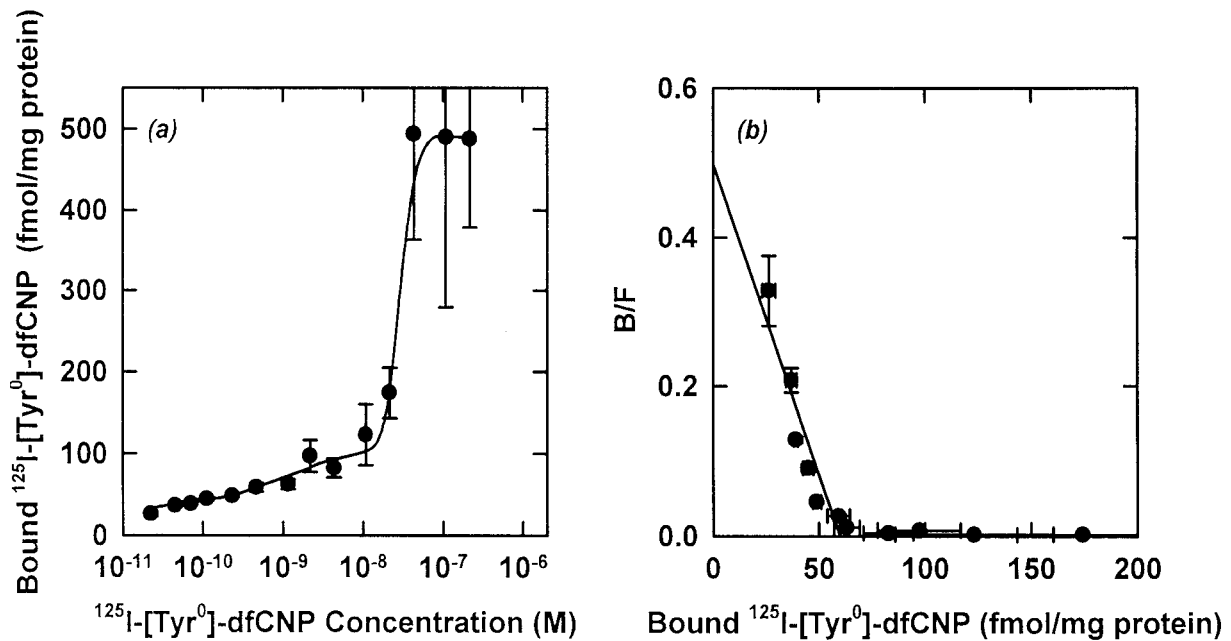 Bound ¹²⁵I-[Tyr⁰]-dfCNP (fmol/mg protein)
500
400
300
200
100
0
(a)
10⁻¹¹ 10⁻¹⁰ 10⁻⁹ 10⁻⁸ 10⁻⁷ 10⁻⁶
¹²⁵I-[Tyr⁰]-dfCNP Concentration (M)
B/F
0.6
0.4
0.2
0.0
(b)
0 50 100 150 200
Bound ¹²⁵I-[Tyr⁰]-dfCNP (fmol/mg protein)